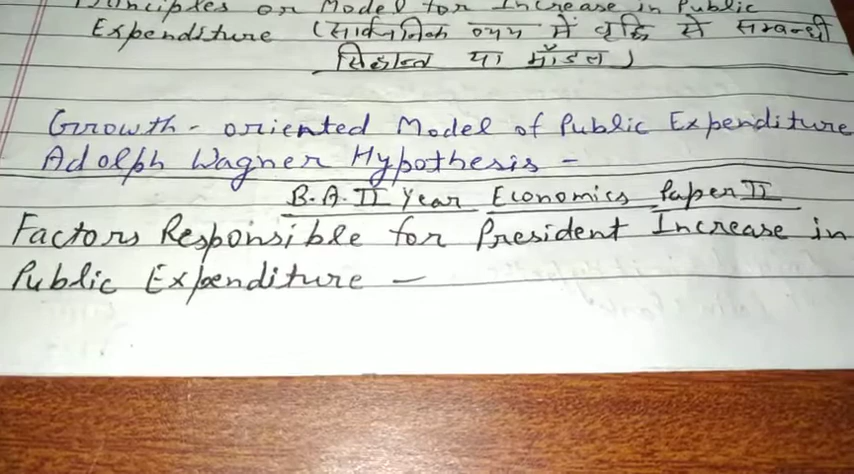 Principles or Model for Increase in Public
Expenditure (सार्वजनिक व्यय में वृद्धि से सम्बन्धी
सिद्धान्त या मॉडल)
Growth-oriented Model of Public Expenditure
Adolph Wagner Hypothesis -
B.A. II Year Economics Paper II
Factors Responsible for President Increase in
Public Expenditure -